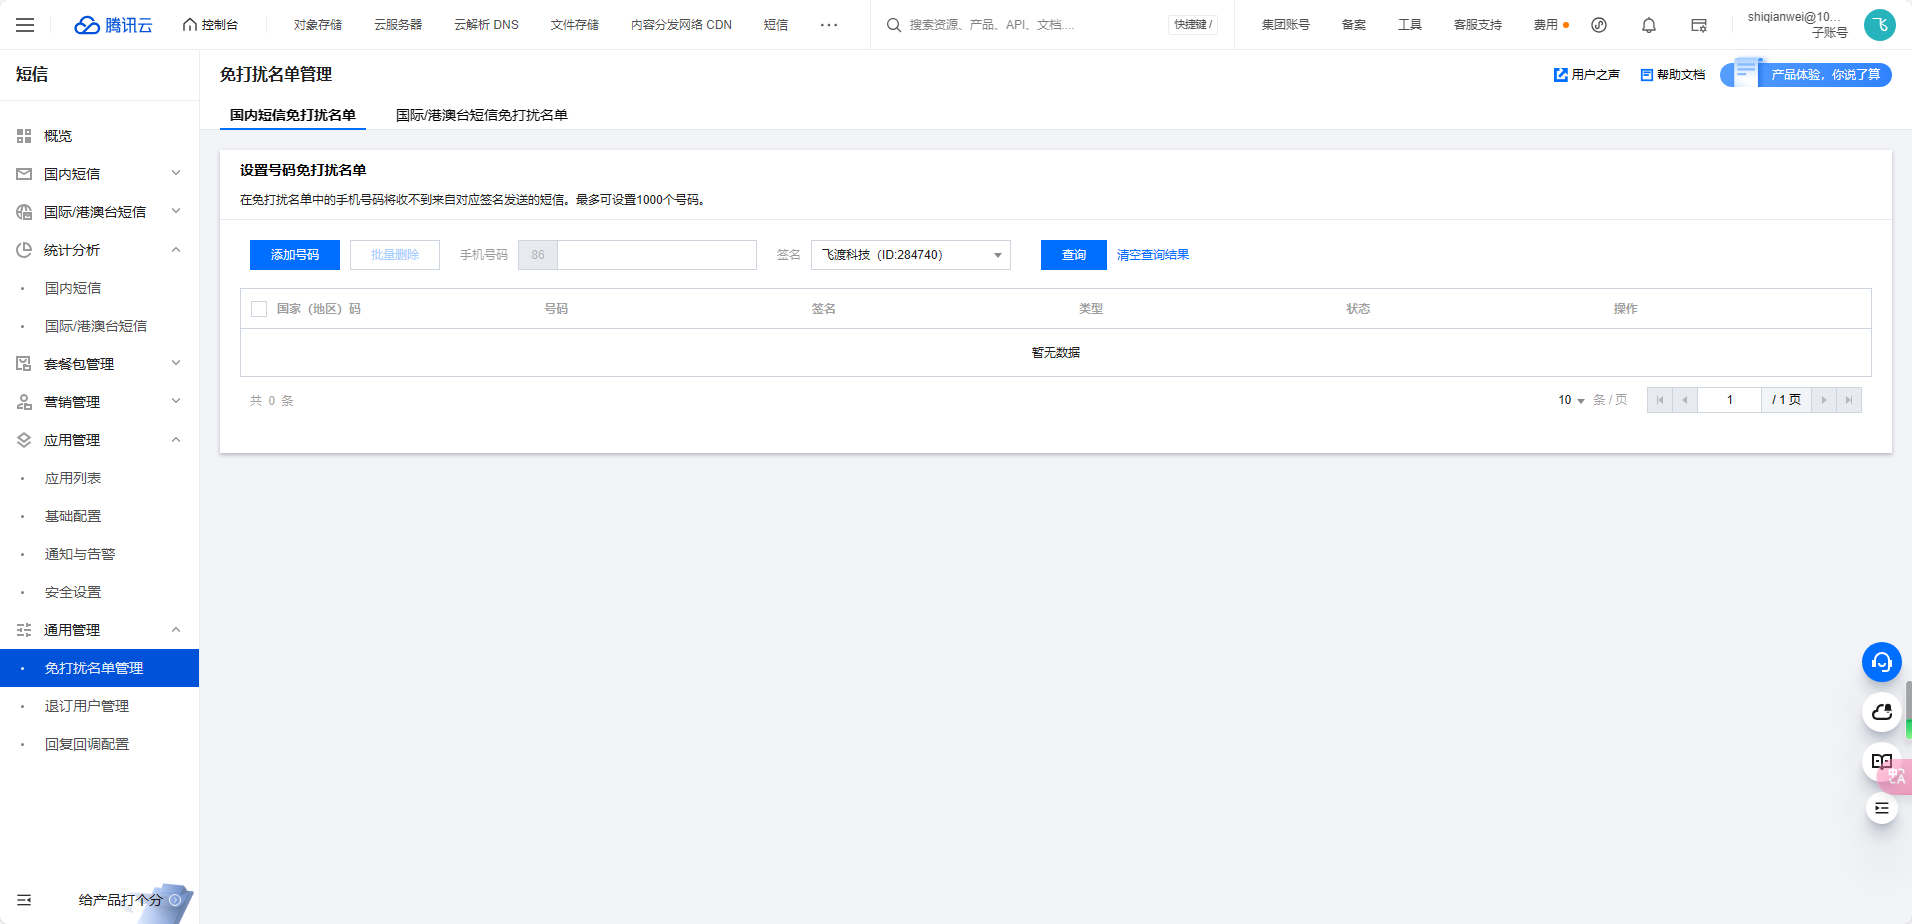 腾讯云
控制台
对象存储
云服务器
云解析 DNS
文件存储
内容分发网络 CDN
短信
···
搜索资源、产品、API、文档....
快捷键 /
集团账号
备案
工具
客服支持
费用
shiqianwei@10...
子账号
飞
短信
概览
国内短信
国际/港澳台短信
统计分析
国内短信
国际/港澳台短信
套餐包管理
营销管理
应用管理
应用列表
基础配置
通知与告警
安全设置
通用管理
免打扰名单管理
退订用户管理
回复回调配置
给产品打个分
免打扰名单管理
用户之声
帮助文档
产品体验，你说了算
国内短信免打扰名单
国际/港澳台短信免打扰名单
设置号码免打扰名单
在免打扰名单中的手机号码将收不到来自对应签名发送的短信。最多可设置1000个号码。
添加号码
批量删除
手机号码
86
签名
飞渡科技（ID:284740）
查询
清空查询结果
国家（地区）码
号码
签名
类型
状态
操作
暂无数据
共 0 条
10
条 / 页
1
/ 1 页
中A